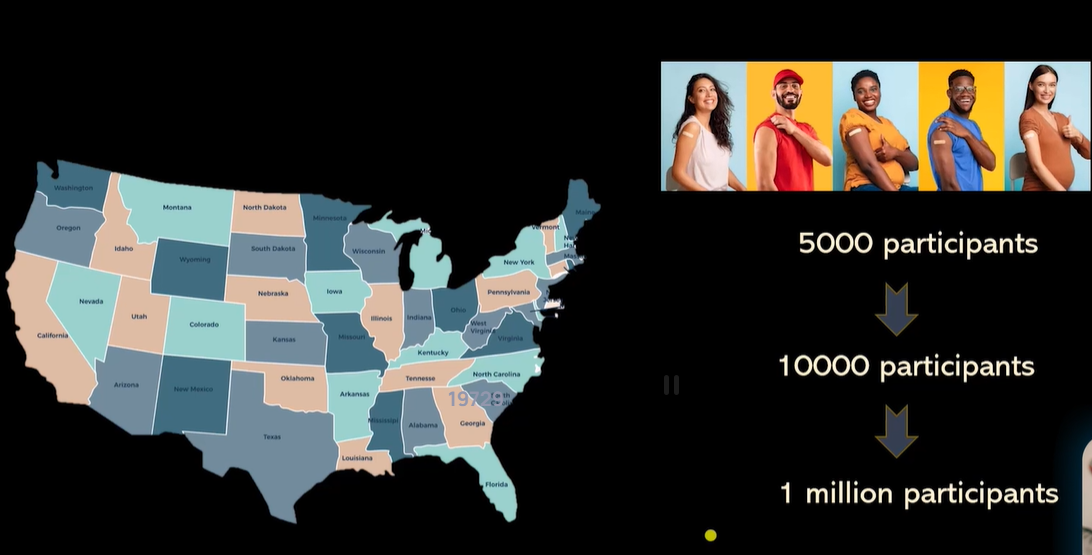 Washington
Montana
North Dakota
Minnesota
Maine
Vermont
Oregon
Idaho
South Dakota
Wisconsin
New York
Wyoming
Nebraska
Iowa
Pennsylvania
Nevada
Utah
Colorado
Illinois
Indiana
Ohio
West
Virginia
Virginia
California
Kansas
Missouri
Kentucky
Arizona
New Mexico
Oklahoma
Arkansas
Tennesse
North Carolina
Texas
Mississippi
Alabama
Georgia
Louisiana
Florida
5000 participants
10000 participants
1 million participants